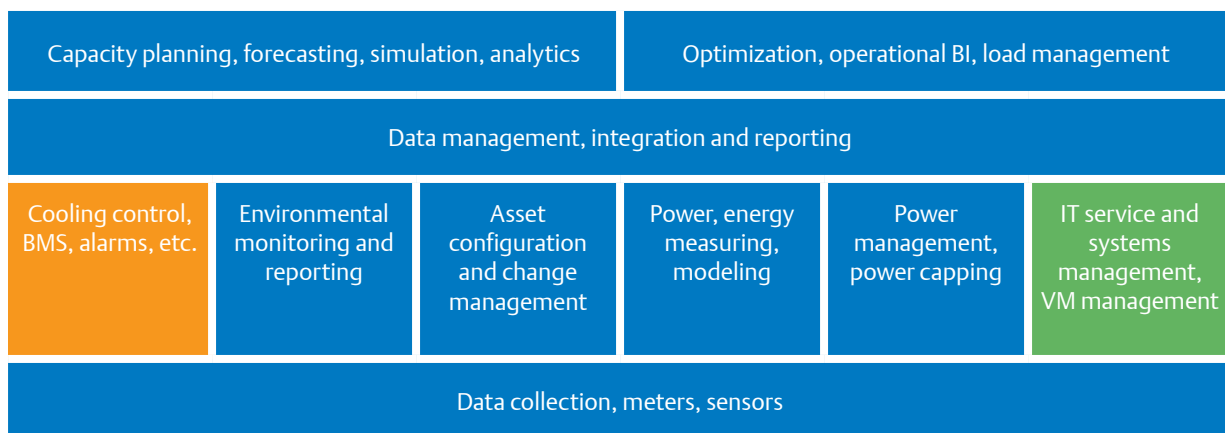 Capacity planning, forecasting, simulation, analytics
Optimization, operational BI, load management
Data management, integration and reporting
Cooling control,
BMS, alarms, etc.
Environmental
monitoring and
reporting
Asset
configuration
and change
management
Power, energy
measuring,
modeling
Power
management,
power capping
IT service and
systems
management,
VM management
Data collection, meters, sensors